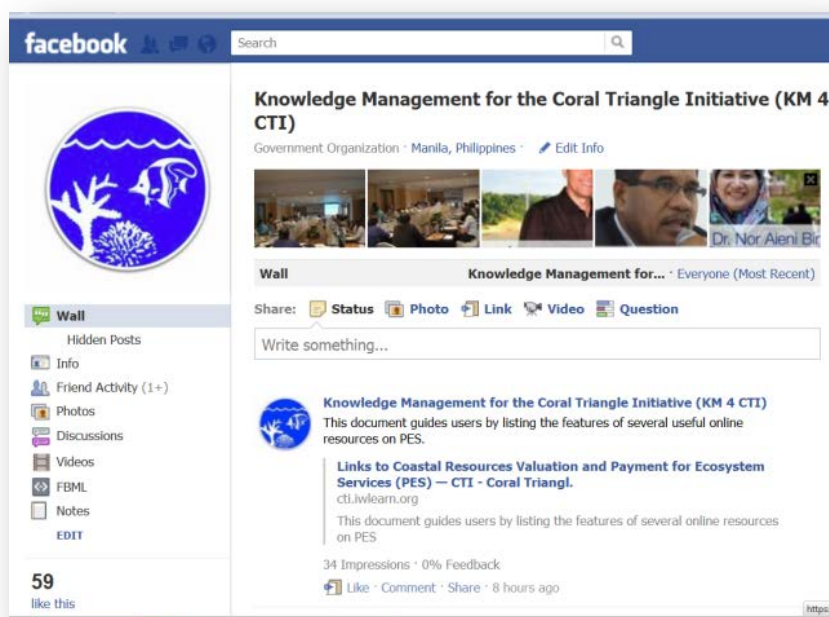 facebook
Search
Knowledge Management for the Coral Triangle Initiative (KM 4
CTI)
Government Organization · Manila, Philippines · Edit Info
Dr. Nor Aieni Bin
Wall
Knowledge Management for... · Everyone (Most Recent)
Share: Status Photo Link Video Question
Write something...
Wall
Hidden Posts
Info
Friend Activity (1+)
Photos
Discussions
Videos
FBML
Notes
EDIT
59
like this
Knowledge Management for the Coral Triangle Initiative (KM 4 CTI)
This document guides users by listing the features of several useful online
resources on PES.
Links to Coastal Resources Valuation and Payment for Ecosystem
Services (PES) — CTI - Coral Triangl.
cti.iwlearn.org
This document guides users by listing the features of several online resources
on PES
34 Impressions · 0% Feedback
Like · Comment · Share · 8 hours ago
https